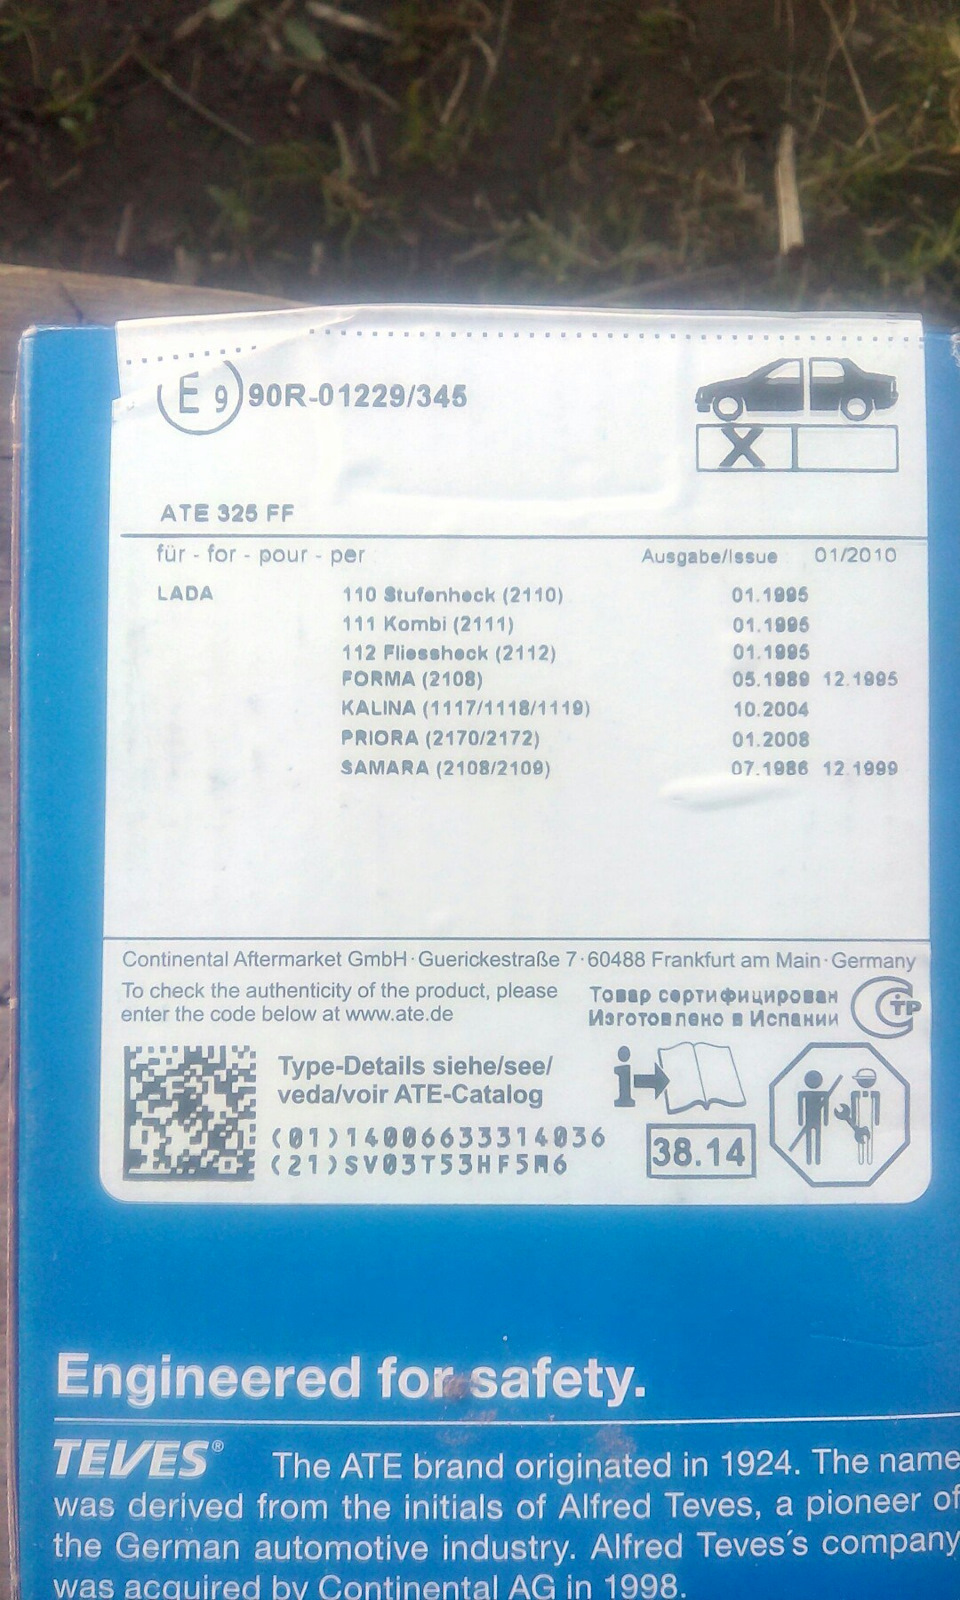 E 9 90R-01229/345
X
ATE 325 FF
für - for - pour - per Ausgabe/Issue 01/2010
LADA 110 Stufenheck (2110) 01.1995
111 Kombi (2111) 01.1995
112 Fliessheck (2112) 01.1995
FORMA (2108) 05.1989 12.1995
KALINA (1117/1118/1119) 10.2004
PRIORA (2170/2172) 01.2008
SAMARA (2108/2109) 07.1986 12.1999
Continental Aftermarket GmbH · Guerickestraße 7 · 60488 Frankfurt am Main · Germany
To check the authenticity of the product, please
enter the code below at www.ate.de
Товар сертифицирован
Изготовлено в Испании
СТР
Type-Details siehe/see/
veda/voir ATE-Catalog
(01)14006633314036
(21)SV03T53HF5M6
i
38.14
Engineered for safety.
TEVES® The ATE brand originated in 1924. The name
was derived from the initials of Alfred Teves, a pioneer of
the German automotive industry. Alfred Teves´s company
was acquired by Continental AG in 1998.